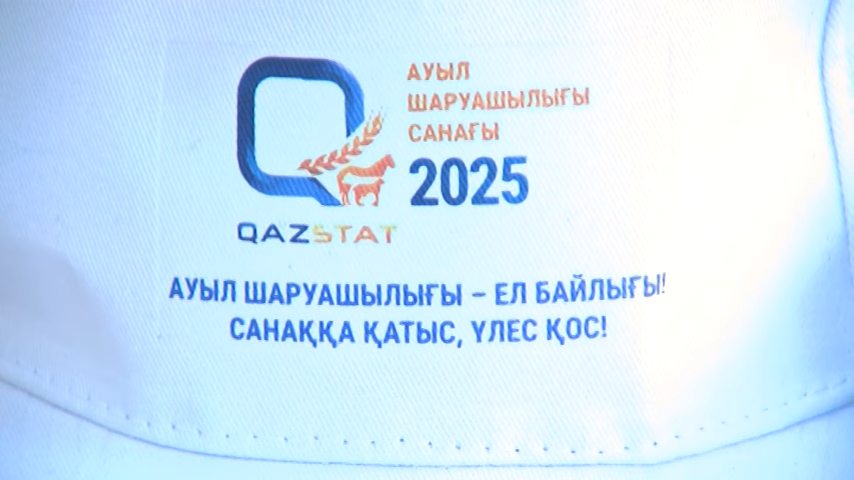 АУЫЛ
ШАРУАШЫЛЫҒЫ
САНАҒЫ
2025
QAZSTAT
АУЫЛ ШАРУАШЫЛЫҒЫ – ЕЛ БАЙЛЫҒЫ!
САНАҚҚА ҚАТЫС, ҮЛЕС ҚОС!